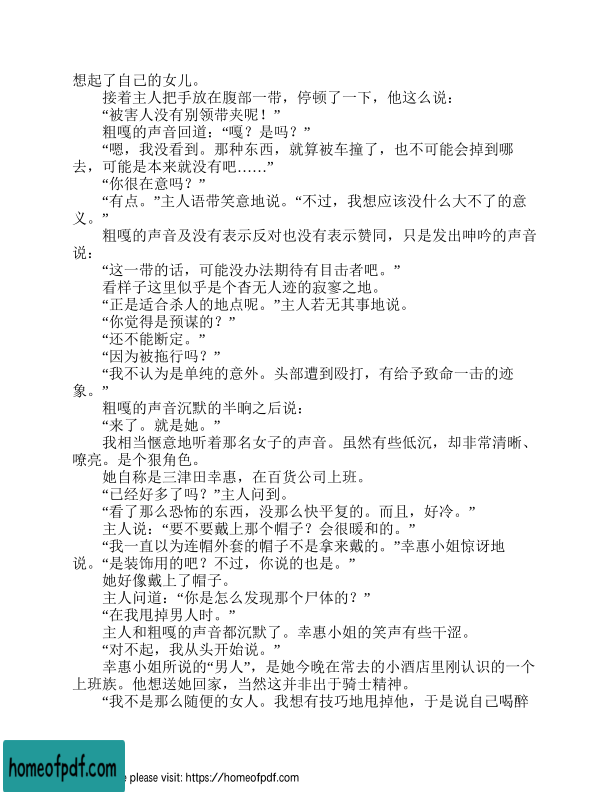 想起了自己的女儿。
接着主人把手放在腹部一带，停顿了一下，他这么说：
“被害人没有别领带夹呢！”
粗嘎的声音回道：“嘎？是吗？”
“嗯，我没看到。那种东西，就算被车撞了，也不可能会掉到哪
去，可能是本来就没有吧……”
“你很在意吗？”
“有点。”主人语带笑意地说。“不过，我想应该没什么大不了的意
义。”
粗嘎的声音及没有表示反对也没有表示赞同，只是发出呻吟的声音
说：
“这一带的话，可能没办法期待有目击者吧。”
看样子这里似乎是个杳无人迹的寂寥之地。
“正是适合杀人的地点呢。”主人若无其事地说。
“你觉得是预谋的？”
“还不能断定。”
“因为被拖行吗？”
“我不认为是单纯的意外。头部遭到殴打，有给予致命一击的迹
象。”
粗嘎的声音沉默的半晌之后说：
“来了。就是她。”
我相当惬意地听着那名女子的声音。虽然有些低沉，却非常清晰、
嘹亮。是个狠角色。
她自称是三津田幸惠，在百货公司上班。
“已经好多了吗？”主人问到。
“看了那么恐怖的东西，没那么快平复的。而且，好冷。”
主人说：“要不要戴上那个帽子？会很暖和的。”
“我一直以为连帽外套的帽子不是拿来戴的。”幸惠小姐惊讶地
说。“是装饰用的吧？不过，你说的也是。”
她好像戴上了帽子。
主人问道：“你是怎么发现那个尸体的？”
“在我甩掉男人时。”
主人和粗嘎的声音都沉默了。幸惠小姐的笑声有些干涩。
“对不起，我从头开始说。”
幸惠小姐所说的“男人”，是她今晚在常去的小酒店里刚认识的一个
上班族。他想送她回家，当然这并非出于骑士精神。
“我不是那么随便的女人。我想有技巧地甩掉他，于是说自己喝醉
homeofpdf.com
e please visit: https://homeofpdf.com